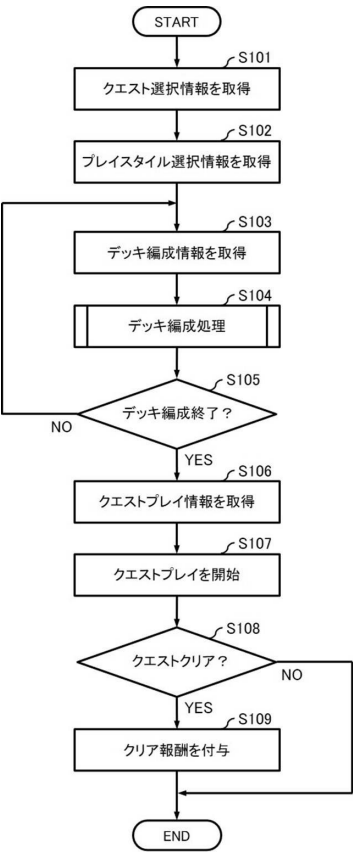 START
S101
クエスト選択情報を取得
S102
プレイスタイル選択情報を取得
S103
デッキ編成情報を取得
S104
デッキ編成処理
S105
デッキ編成終了？
NO
YES
S106
クエストプレイ情報を取得
S107
クエストプレイを開始
S108
クエストクリア？
NO
YES
S109
クリア報酬を付与
END